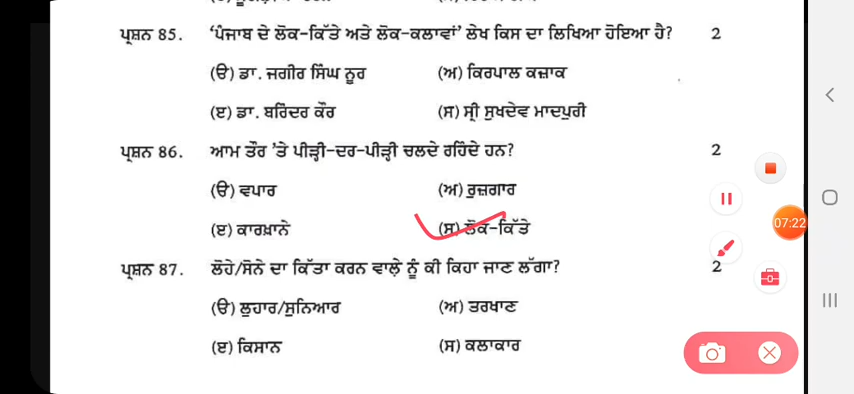 ਪ੍ਰਸ਼ਨ 85. 'ਪੰਜਾਬ ਦੇ ਲੋਕ-ਕਿੱਤੇ ਅਤੇ ਲੋਕ-ਕਲਾਵਾਂ' ਲੇਖ ਕਿਸ ਦਾ ਲਿਖਿਆ ਹੋਇਆ ਹੈ? 2
(ੳ) ਡਾ. ਜਗੀਰ ਸਿੰਘ ਨੂਰ (ਅ) ਕਿਰਪਾਲ ਕਜ਼ਾਕ
(ੲ) ਡਾ. ਬਰਿੰਦਰ ਕੌਰ (ਸ) ਸ੍ਰੀ ਸੁਖਦੇਵ ਮਾਦਪੁਰੀ
ਪ੍ਰਸ਼ਨ 86. ਆਮ ਤੌਰ 'ਤੇ ਪੀੜ੍ਹੀ-ਦਰ-ਪੀੜ੍ਹੀ ਚਲਦੇ ਰਹਿੰਦੇ ਹਨ? 2
(ੳ) ਵਪਾਰ (ਅ) ਰੁਜ਼ਗਾਰ
(ੲ) ਕਾਰਖ਼ਾਨੇ (ਸ) ਲੋਕ-ਕਿੱਤੇ
07:22
ਪ੍ਰਸ਼ਨ 87. ਲੋਹੇ/ਸੋਨੇ ਦਾ ਕਿੱਤਾ ਕਰਨ ਵਾਲ਼ੇ ਨੂੰ ਕੀ ਕਿਹਾ ਜਾਣ ਲੱਗਾ? 2
(ੳ) ਲੁਹਾਰ/ਸੁਨਿਆਰ (ਅ) ਤਰਖਾਣ
(ੲ) ਕਿਸਾਨ (ਸ) ਕਲਾਕਾਰ